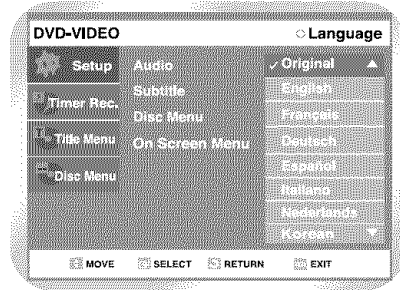 DVD-VIDEO
Language
Setup
Timer Rec.
Title Menu
Disc Menu
Audio
Subtitle
Disc Menu
On Screen Menu
✓ Original
English
Français
Deutsch
Español
Italiano
Nederlands
Korean
MOVE SELECT RETURN EXIT